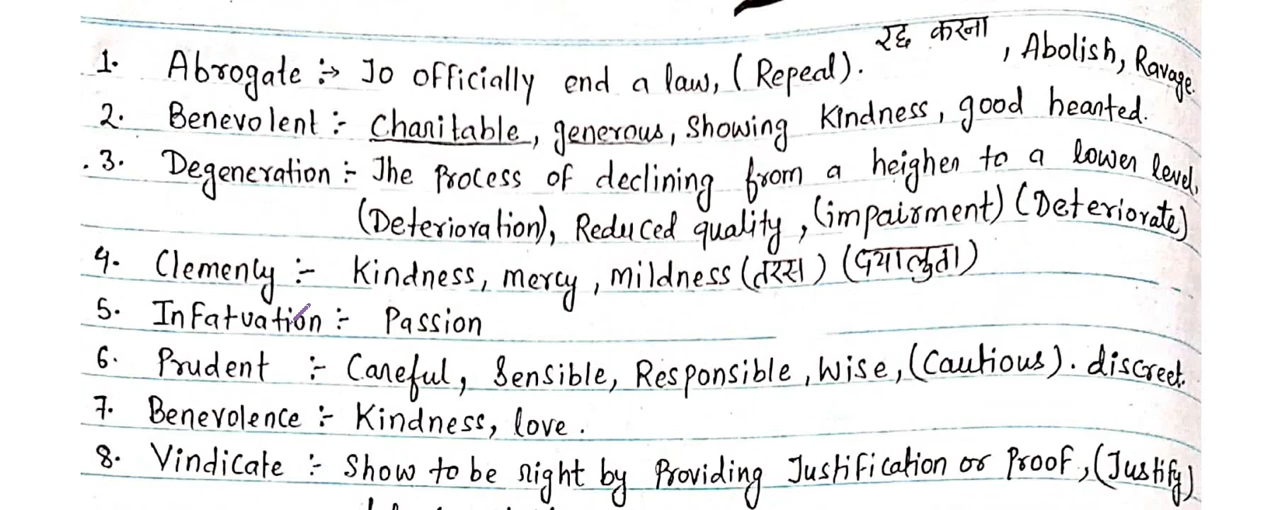 1. Abrogate :→ To officially end a law, (Repeal). रद्द करना, Abolish, Ravage.
2. Benevolent :- Charitable, generous, Showing Kindness, good hearted.
3. Degeneration :- The Process of declining from a heigher to a lower level.
(Deterioration), Reduced quality, (impairment) (Deteriorate)
4. Clemency :- Kindness, mercy, mildness (तरस) (दयालुता)
5. Infatuation :- Passion
6. Prudent :- Careful, Sensible, Responsible, Wise, (Cautious). discreet.
7. Benevolence :- Kindness, love.
8. Vindicate :- Show to be right by Providing Justification or Proof, (Justify)